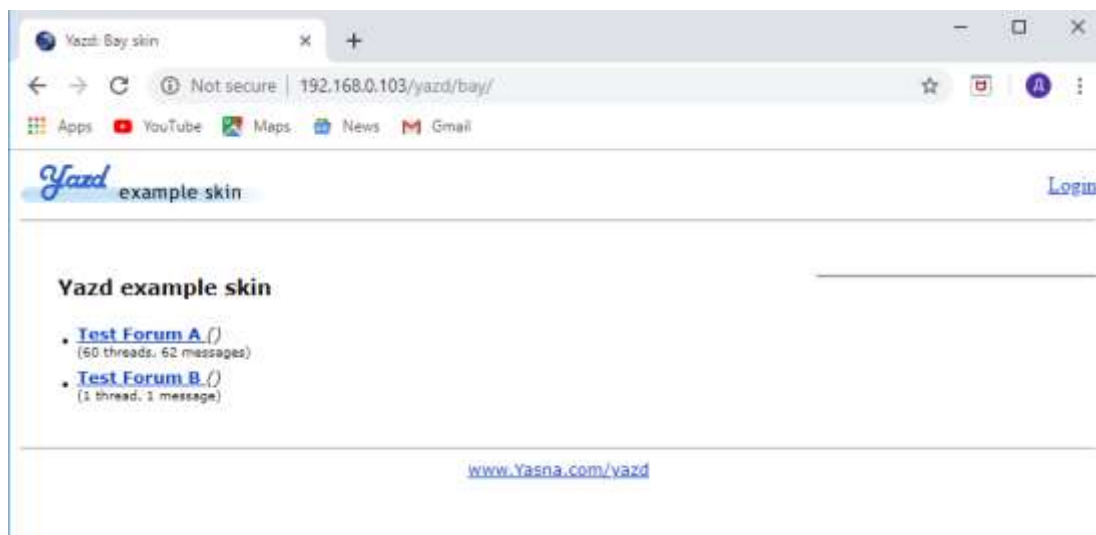 Yazd: Bay skin
Not secure | 192.168.0.103/yazd/bay/
Apps YouTube Maps News Gmail
Yazd example skin
Login
Yazd example skin
Test Forum A ()
(60 threads, 62 messages)
Test Forum B ()
(1 thread, 1 message)
www.Yasna.com/yazd